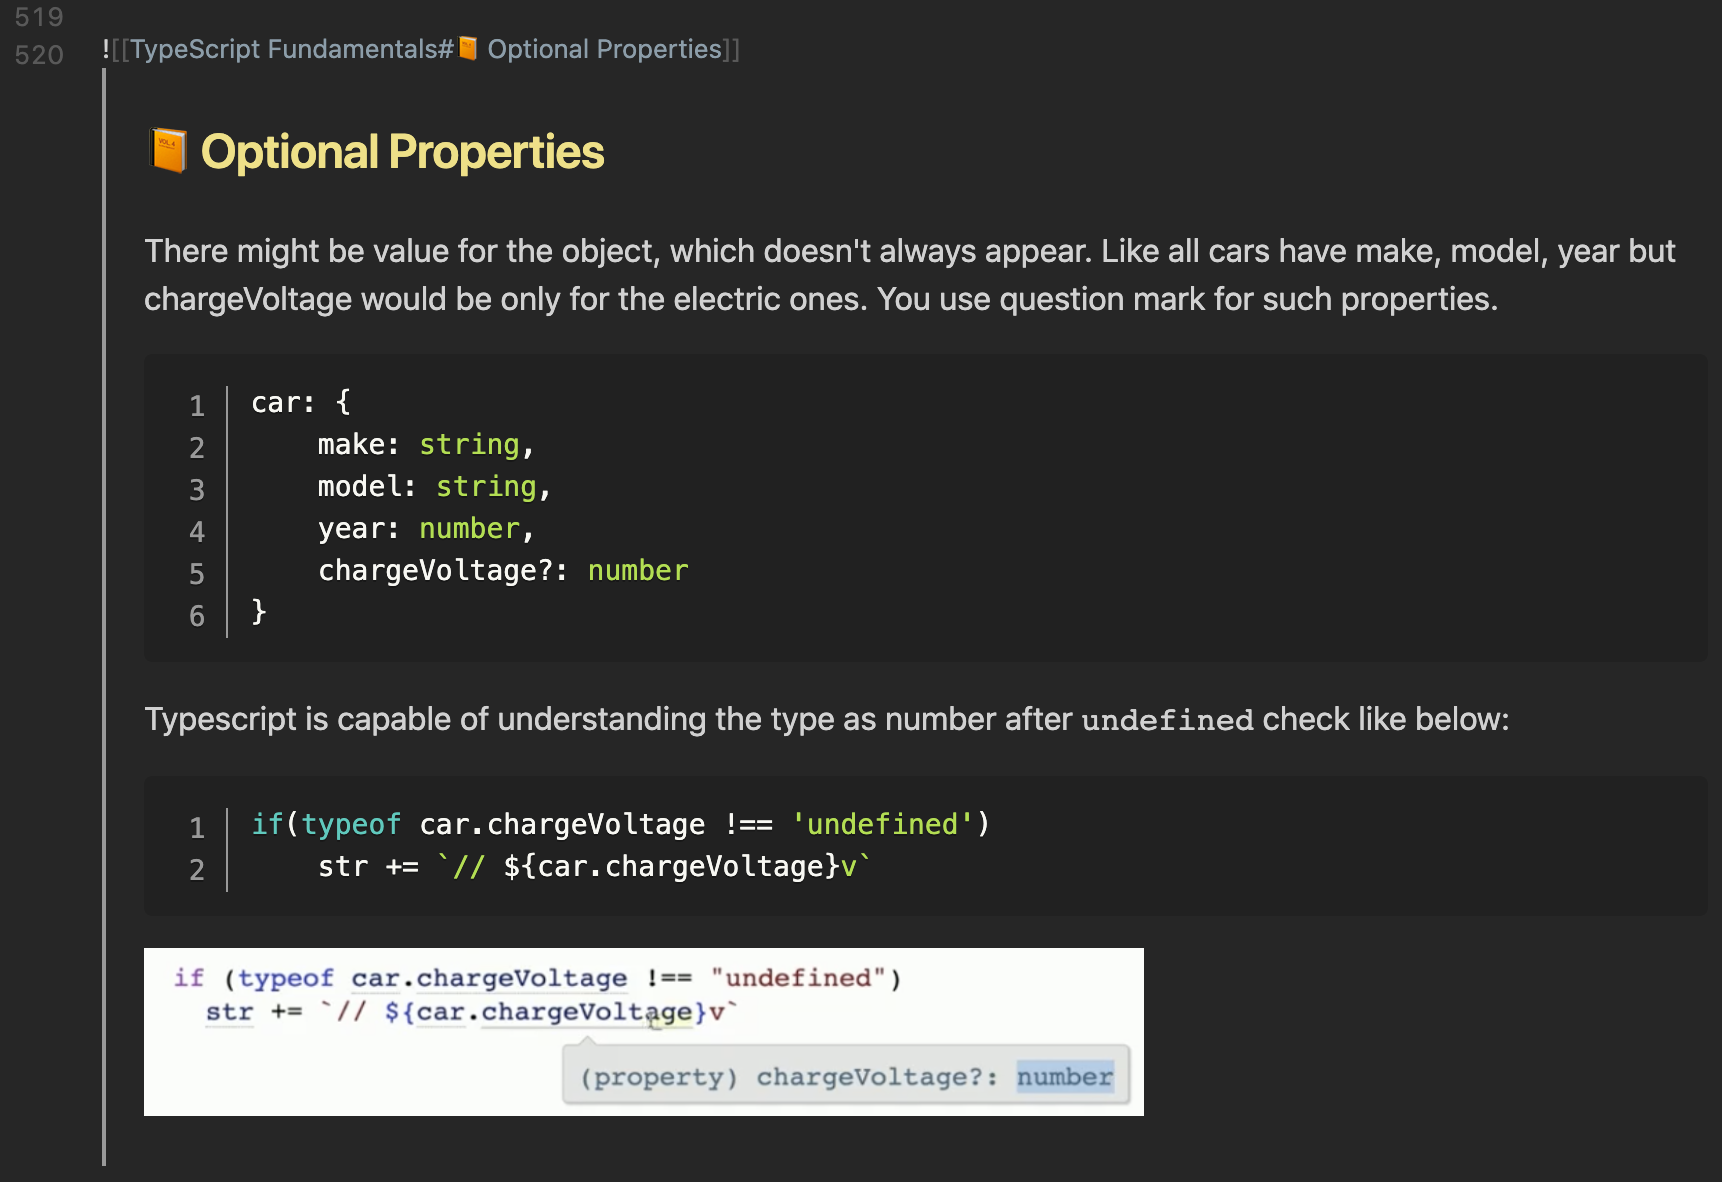 519
520 ![[TypeScript Fundamentals#📙 Optional Properties]]
📙 Optional Properties
There might be value for the object, which doesn't always appear. Like all cars have make, model, year but
chargeVoltage would be only for the electric ones. You use question mark for such properties.
1 car: {
2     make: string,
3     model: string,
4     year: number,
5     chargeVoltage?: number
6 }
Typescript is capable of understanding the type as number after undefined check like below:
1 if(typeof car.chargeVoltage !== 'undefined')
2     str += `// ${car.chargeVoltage}v`
if (typeof car.chargeVoltage !== "undefined")
  str += `// ${car.chargeVoltage}v`
(property) chargeVoltage?: number